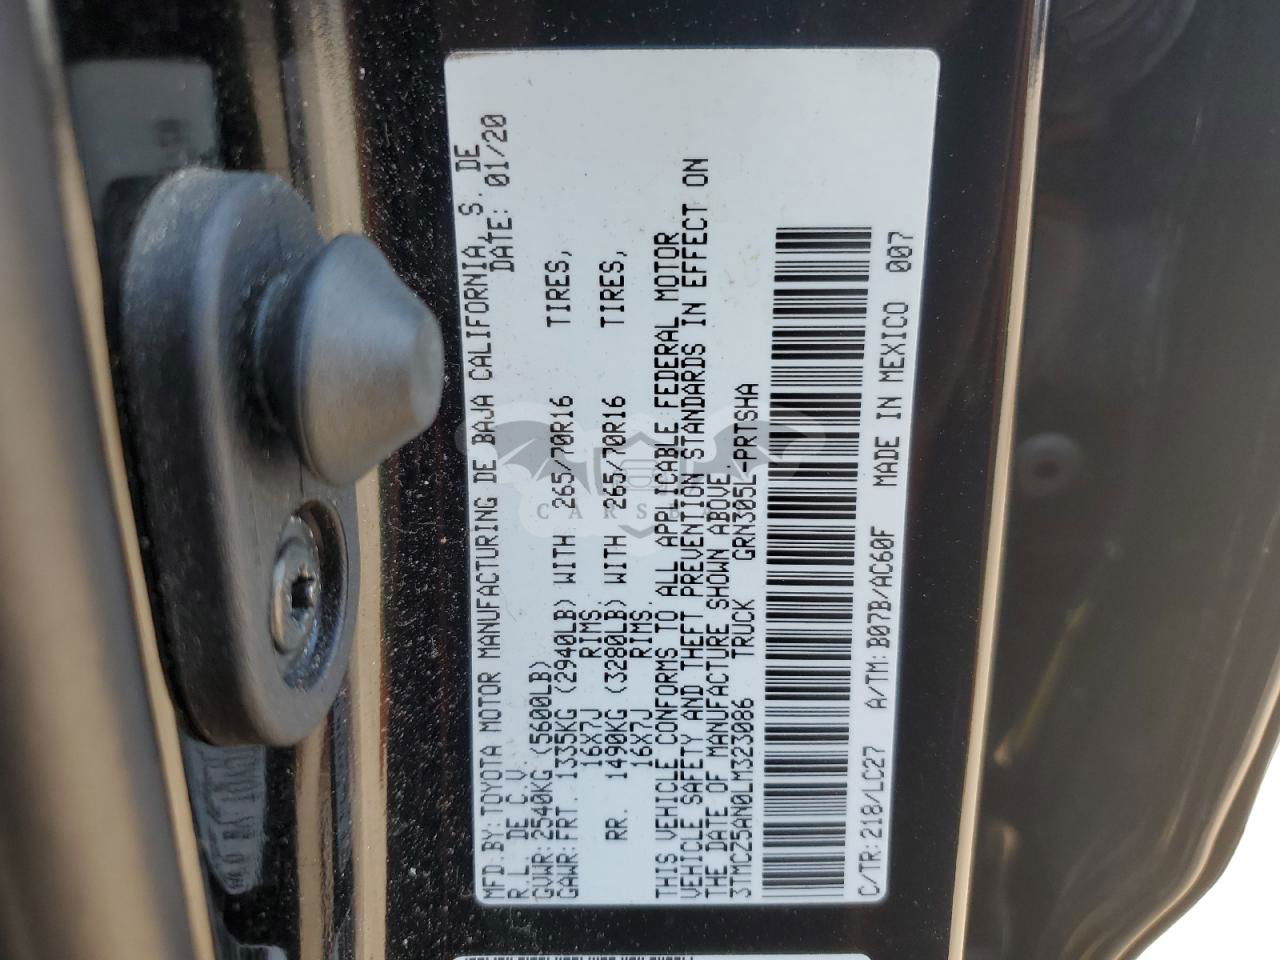 MFD.BY:TOYOTA MOTOR MANUFACTURING DE BAJA CALIFORNIA, S. DE
R.L. DE C.V. DATE: 01/20
GVWR:2540KG (5600LB)
GAWR:FRT. 1335KG (2940LB) WITH 265/70R16 TIRES,
16X7J RIMS.
RR. 1490KG (3280LB) WITH 265/70R16 TIRES,
16X7J RIMS.
THIS VEHICLE CONFORMS TO ALL APPLICABLE FEDERAL MOTOR
VEHICLE SAFETY AND THEFT PREVENTION STANDARDS IN EFFECT ON
THE DATE OF MANUFACTURE SHOWN ABOVE.
3TMCZ5AN0LM323086 TRUCK GRN305L-PRTSHA
C/TR:218/LC27 A/TM:B07B/AC60F MADE IN MEXICO 007